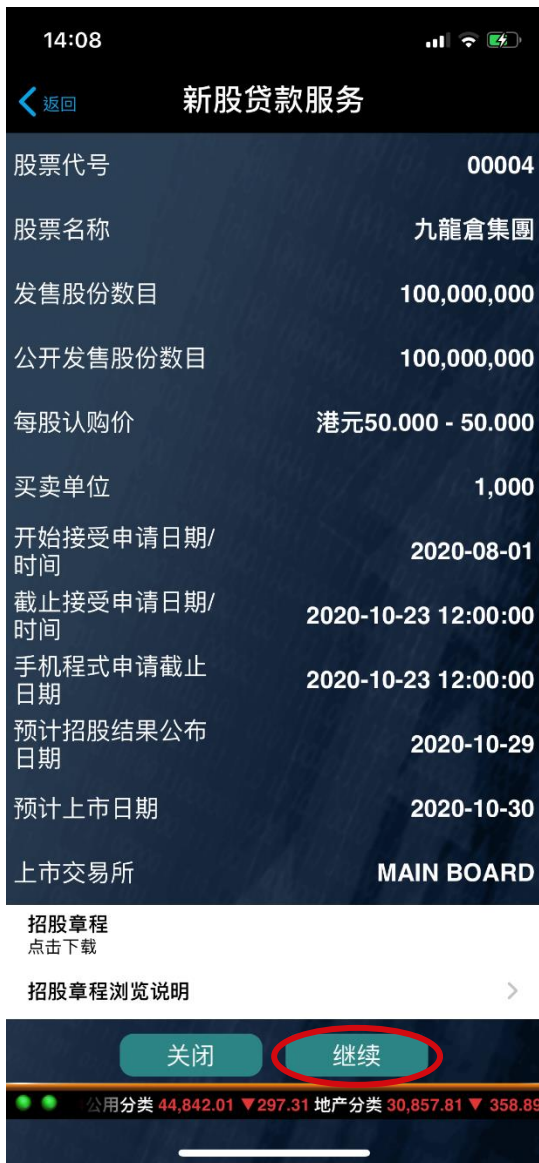 14:08
返回 新股贷款服务
股票代号 00004
股票名称 九龍倉集團
发售股份数目 100,000,000
公开发售股份数目 100,000,000
每股认购价 港元50.000 - 50.000
买卖单位 1,000
开始接受申请日期/
时间 2020-08-01
截止接受申请日期/
时间 2020-10-23 12:00:00
手机程式申请截止
日期 2020-10-23 12:00:00
预计招股结果公布
日期 2020-10-29
预计上市日期 2020-10-30
上市交易所 MAIN BOARD
招股章程
点击下载
招股章程浏览说明
关闭 继续
公用分类 44,842.01 ▼297.31 地产分类 30,857.81 ▼ 358.89